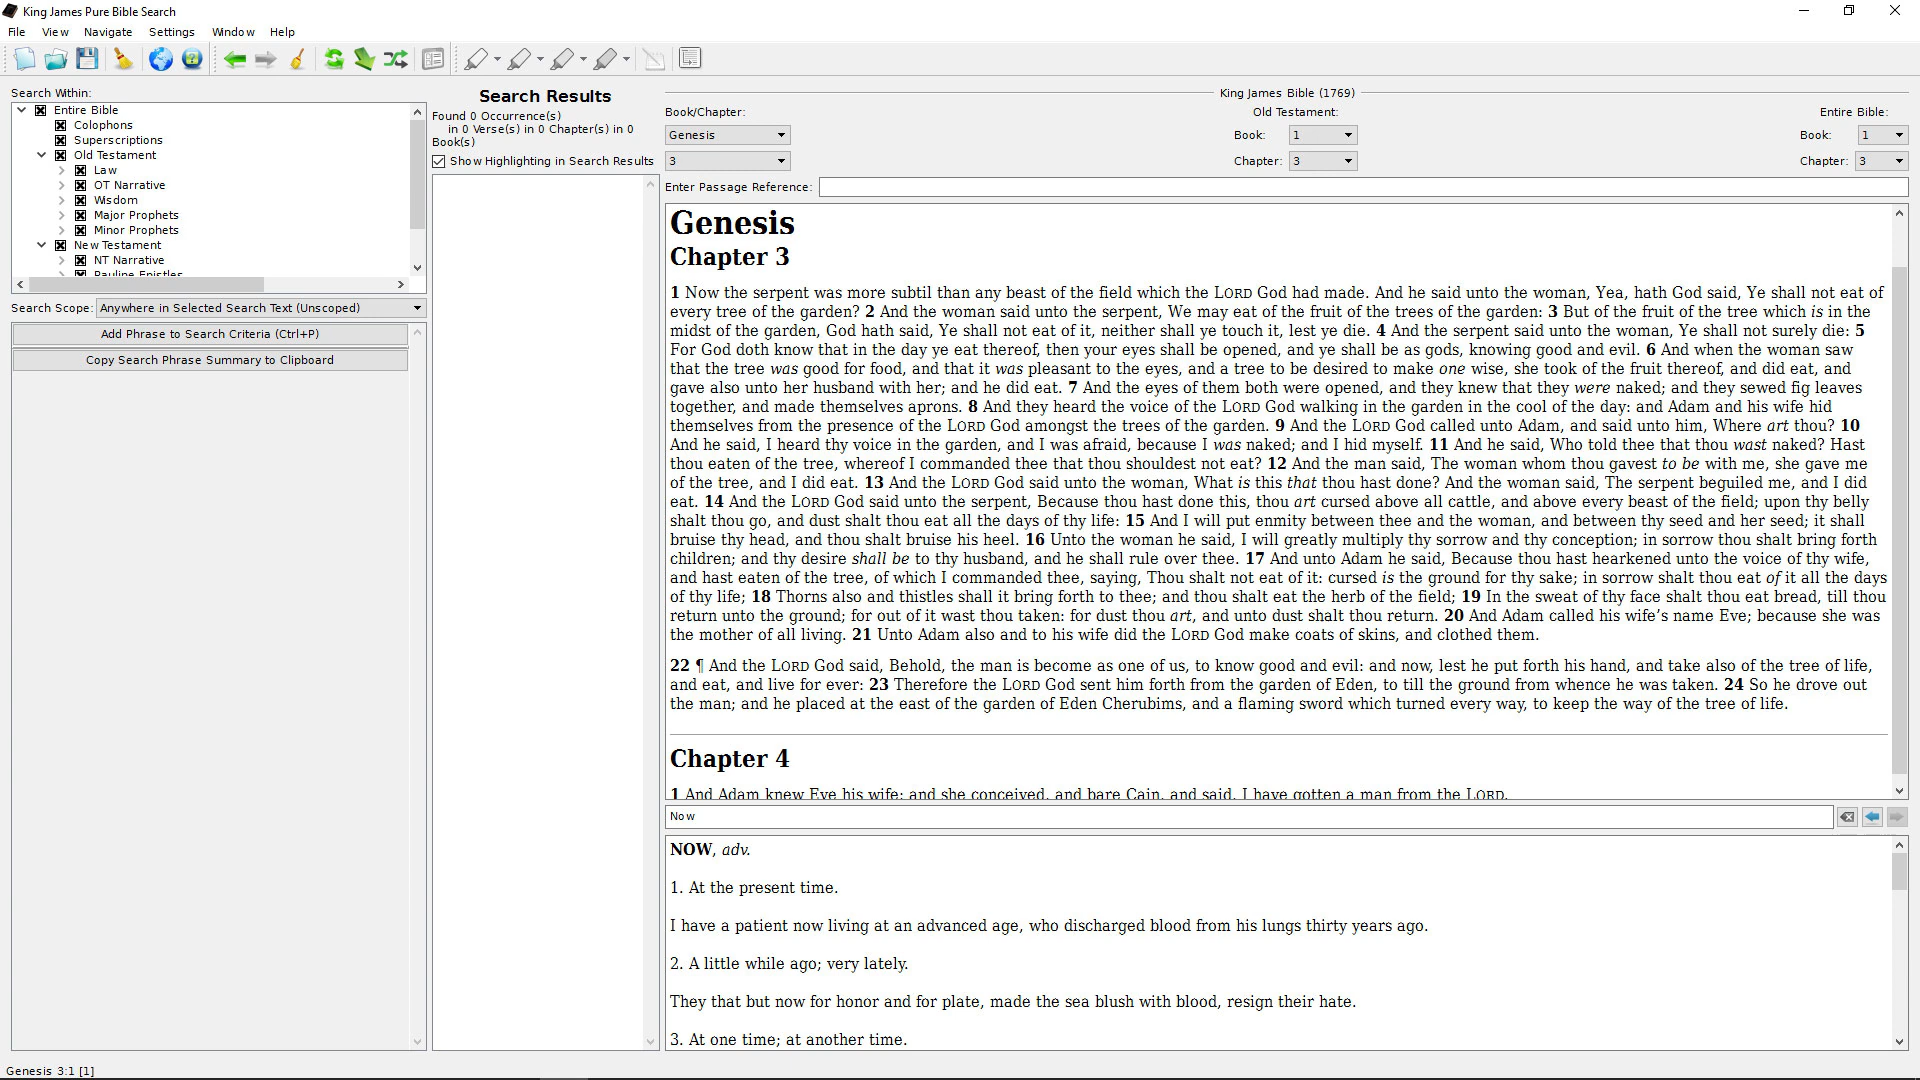 King James Pure Bible Search
File View Navigate Settings Window Help
Search Within:
Entire Bible
Colophons
Superscriptions
Old Testament
Law
OT Narrative
Wisdom
Major Prophets
Minor Prophets
New Testament
NT Narrative
Pauline Epistles
Search Scope: Anywhere in Selected Search Text (Unscoped)
Add Phrase to Search Criteria (Ctrl+P)
Copy Search Phrase Summary to Clipboard
Search Results
Found 0 Occurrence(s)
in 0 Verse(s) in 0 Chapter(s) in 0
Book(s)
Show Highlighting in Search Results
King James Bible (1769)
Book/Chapter:
Genesis
3
Old Testament:
Book: 1
Chapter: 3
Entire Bible:
Book: 1
Chapter: 3
Enter Passage Reference:
Genesis
Chapter 3
1 Now the serpent was more subtil than any beast of the field which the LORD God had made. And he said unto the woman, Yea, hath God said, Ye shall not eat of
every tree of the garden? 2 And the woman said unto the serpent, We may eat of the fruit of the trees of the garden: 3 But of the fruit of the tree which is in the
midst of the garden, God hath said, Ye shall not eat of it, neither shall ye touch it, lest ye die. 4 And the serpent said unto the woman, Ye shall not surely die: 5
For God doth know that in the day ye eat thereof, then your eyes shall be opened, and ye shall be as gods, knowing good and evil. 6 And when the woman saw
that the tree was good for food, and that it was pleasant to the eyes, and a tree to be desired to make one wise, she took of the fruit thereof, and did eat, and
gave also unto her husband with her; and he did eat. 7 And the eyes of them both were opened, and they knew that they were naked; and they sewed fig leaves
together, and made themselves aprons. 8 And they heard the voice of the LORD God walking in the garden in the cool of the day: and Adam and his wife hid
themselves from the presence of the LORD God amongst the trees of the garden. 9 And the LORD God called unto Adam, and said unto him, Where art thou? 10
And he said, I heard thy voice in the garden, and I was afraid, because I was naked; and I hid myself. 11 And he said, Who told thee that thou wast naked? Hast
thou eaten of the tree, whereof I commanded thee that thou shouldest not eat? 12 And the man said, The woman whom thou gavest to be with me, she gave me
of the tree, and I did eat. 13 And the LORD God said unto the woman, What is this that thou hast done? And the woman said, The serpent beguiled me, and I did
eat. 14 And the LORD God said unto the serpent, Because thou hast done this, thou art cursed above all cattle, and above every beast of the field; upon thy belly
shalt thou go, and dust shalt thou eat all the days of thy life: 15 And I will put enmity between thee and the woman, and between thy seed and her seed; it shall
bruise thy head, and thou shalt bruise his heel. 16 Unto the woman he said, I will greatly multiply thy sorrow and thy conception; in sorrow thou shalt bring forth
children; and thy desire shall be to thy husband, and he shall rule over thee. 17 And unto Adam he said, Because thou hast hearkened unto the voice of thy wife,
and hast eaten of the tree, of which I commanded thee, saying, Thou shalt not eat of it: cursed is the ground for thy sake; in sorrow shalt thou eat of it all the days
of thy life; 18 Thorns also and thistles shall it bring forth to thee; and thou shalt eat the herb of the field; 19 In the sweat of thy face shalt thou eat bread, till thou
return unto the ground; for out of it wast thou taken: for dust thou art, and unto dust shalt thou return. 20 And Adam called his wife’s name Eve; because she was
the mother of all living. 21 Unto Adam also and to his wife did the LORD God make coats of skins, and clothed them.
22 ¶ And the LORD God said, Behold, the man is become as one of us, to know good and evil: and now, lest he put forth his hand, and take also of the tree of life,
and eat, and live for ever: 23 Therefore the LORD God sent him forth from the garden of Eden, to till the ground from whence he was taken. 24 So he drove out
the man; and he placed at the east of the garden of Eden Cherubims, and a flaming sword which turned every way, to keep the way of the tree of life.
Chapter 4
1 And Adam knew Eve his wife; and she conceived, and bare Cain, and said, I have gotten a man from the LORD.
Now
NOW, adv.
1. At the present time.
I have a patient now living at an advanced age, who discharged blood from his lungs thirty years ago.
2. A little while ago; very lately.
They that but now for honor and for plate, made the sea blush with blood, resign their hate.
3. At one time; at another time.
Genesis 3:1 [1]